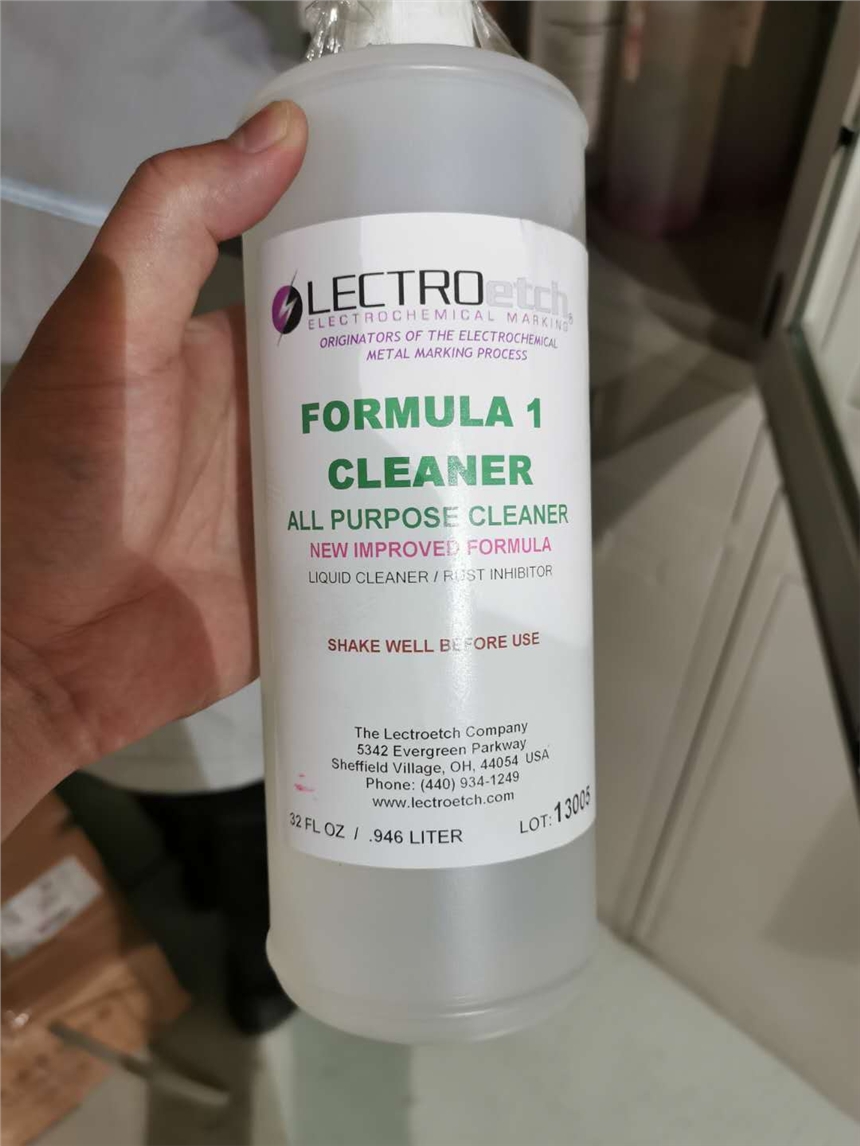 LECTROetch®
ELECTROCHEMICAL MARKING
ORIGINATORS OF THE ELECTROCHEMICAL
METAL MARKING PROCESS
FORMULA 1
CLEANER
ALL PURPOSE CLEANER
NEW IMPROVED FORMULA
LIQUID CLEANER / RUST INHIBITOR
SHAKE WELL BEFORE USE
The Lectroetch Company
5342 Evergreen Parkway
Sheffield Village, OH, 44054 USA
Phone: (440) 934-1249
www.lectroetch.com
32 FL OZ / .946 LITER LOT: 13005